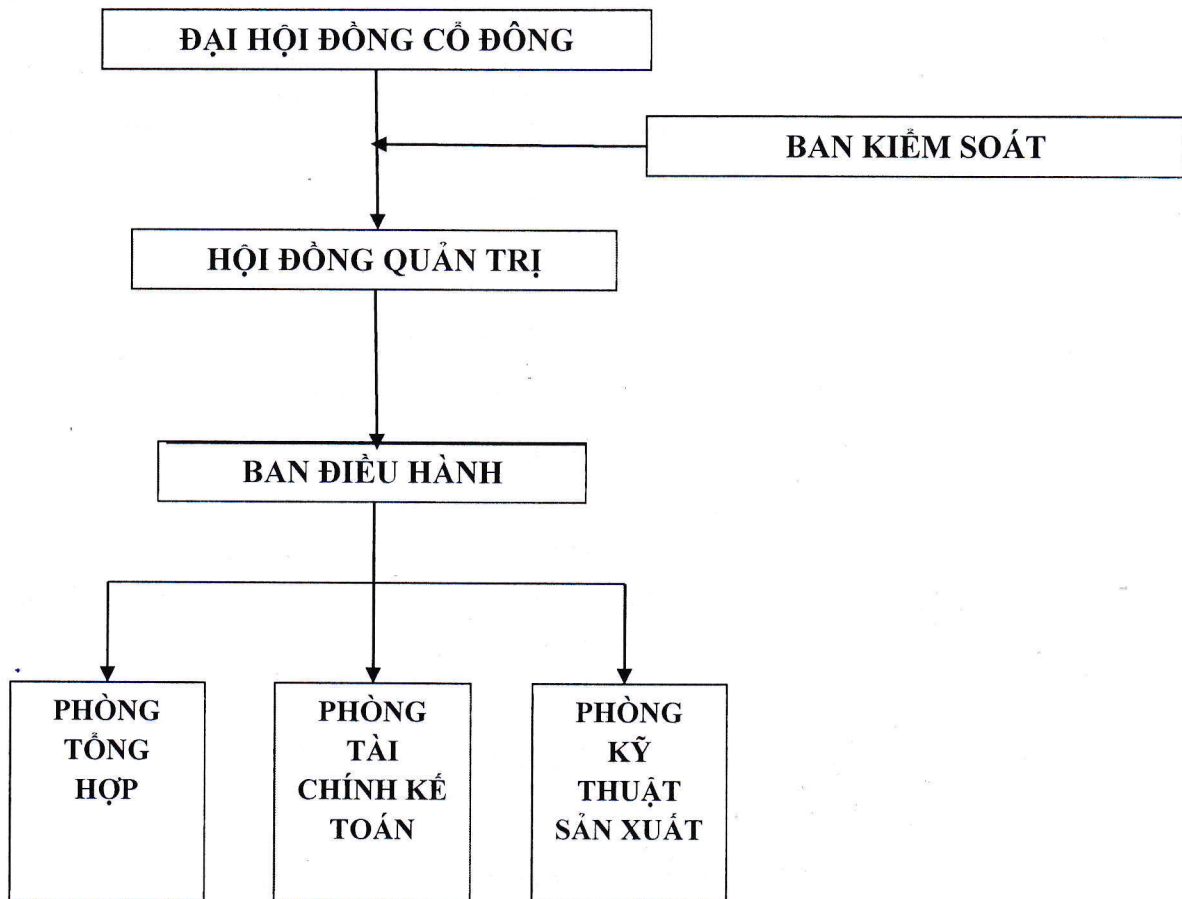 ĐẠI HỘI ĐỒNG CỔ ĐÔNG
BAN KIỂM SOÁT
HỘI ĐỒNG QUẢN TRỊ
BAN ĐIỀU HÀNH
PHÒNG
TỔNG
HỢP
PHÒNG
TÀI
CHÍNH KẾ
TOÁN
PHÒNG
KỸ
THUẬT
SẢN XUẤT